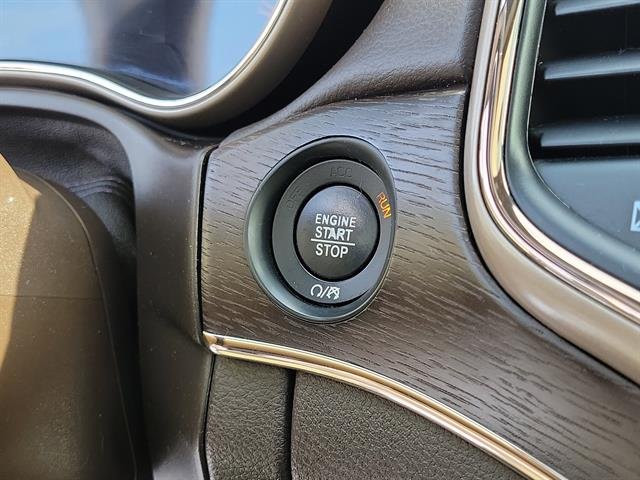 OFF ACC RUN
ENGINE
START
STOP